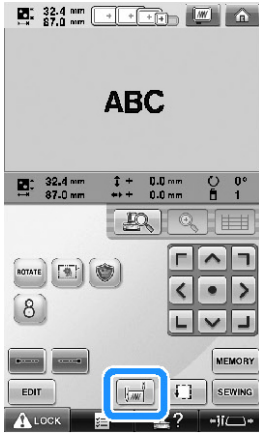 32.4 mm
87.0 mm
ABC
32.4 mm + 0.0 mm 0°
87.0 mm + 0.0 mm 1
ROTATE
8
MEMORY
EDIT SEWING
LOCK ?